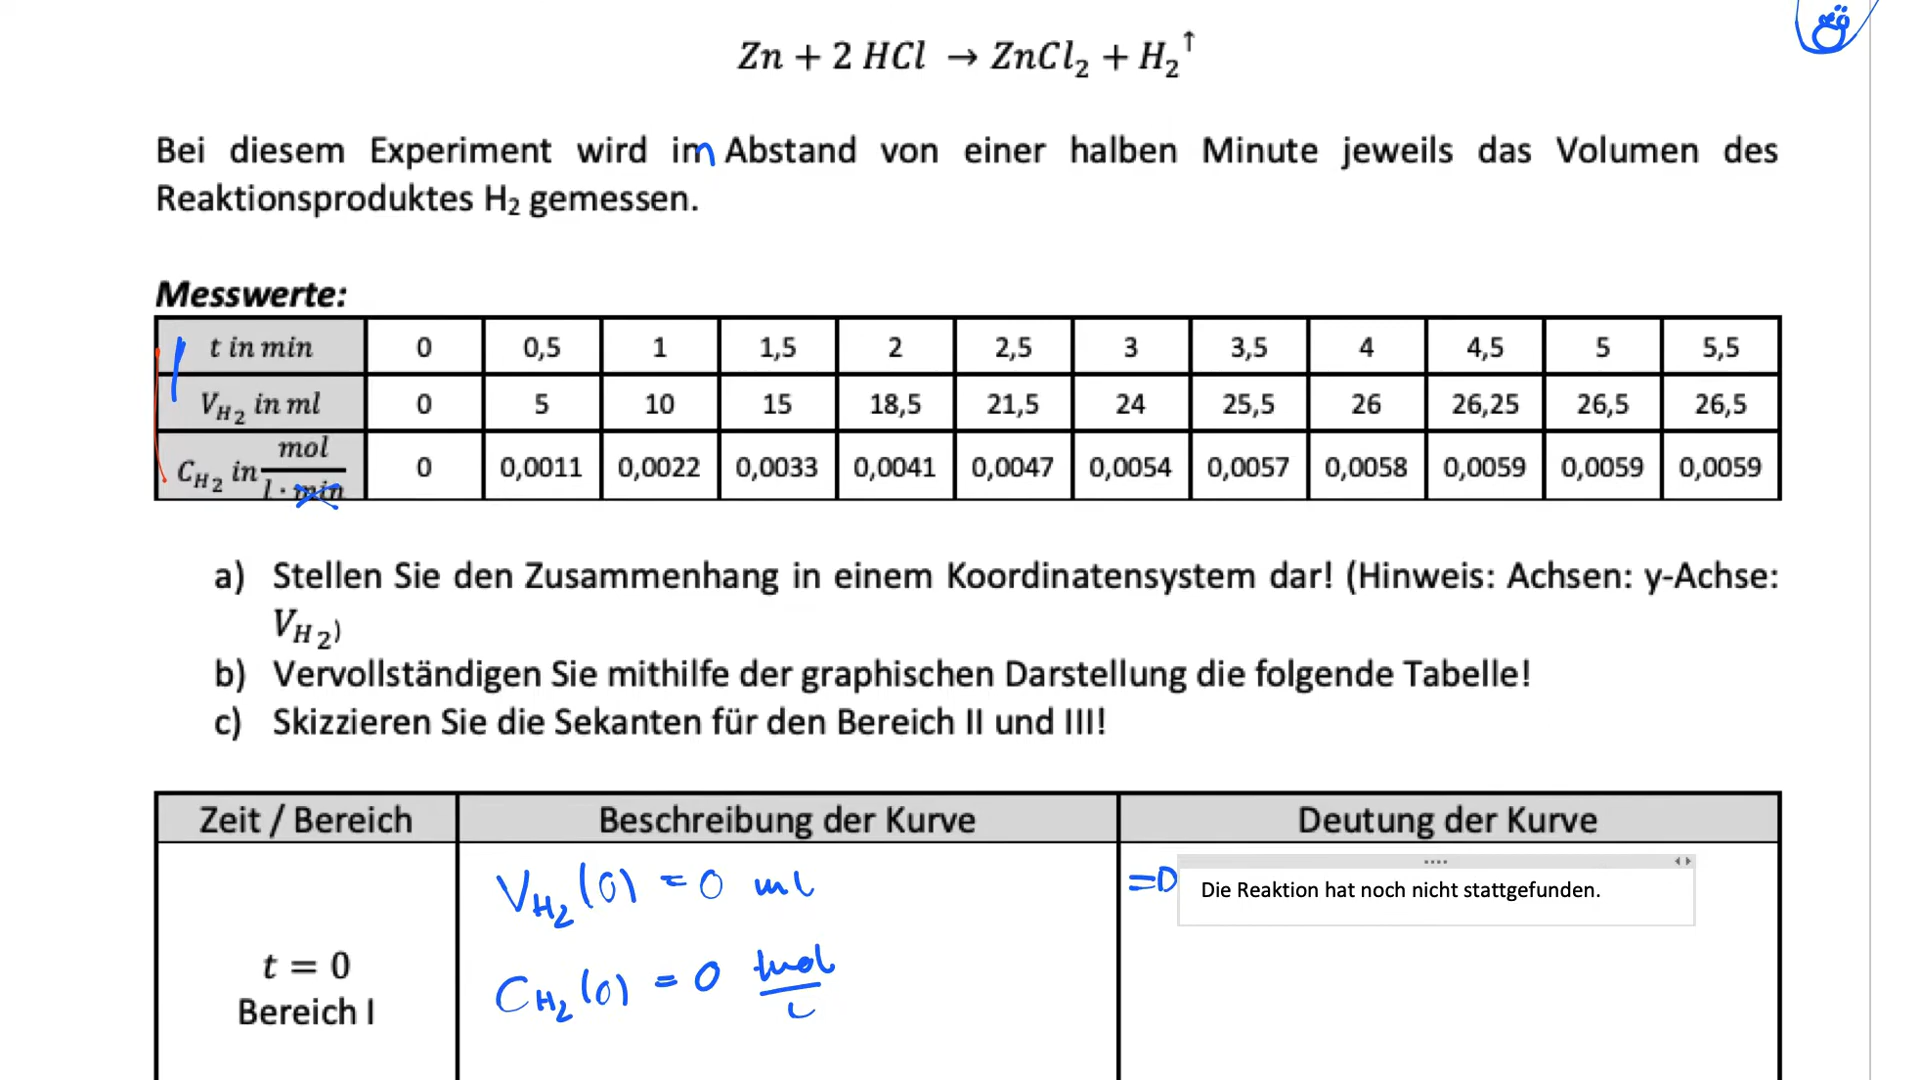 Zn + 2 HCl → ZnCl₂ + H₂↑
Bei diesem Experiment wird im Abstand von einer halben Minute jeweils das Volumen des
Reaktionsproduktes H₂ gemessen.
Messwerte:
t in min 0 0,5 1 1,5 2 2,5 3 3,5 4 4,5 5 5,5
V_H₂ in ml 0 5 10 15 18,5 21,5 24 25,5 26 26,25 26,5 26,5
C_H₂ in mol / l · min 0 0,0011 0,0022 0,0033 0,0041 0,0047 0,0054 0,0057 0,0058 0,0059 0,0059 0,0059
a) Stellen Sie den Zusammenhang in einem Koordinatensystem dar! (Hinweis: Achsen: y-Achse:
V_H₂)
b) Vervollständigen Sie mithilfe der graphischen Darstellung die folgende Tabelle!
c) Skizzieren Sie die Sekanten für den Bereich II und III!
Zeit / Bereich Beschreibung der Kurve Deutung der Kurve
V_H₂(0) = 0 ml
=D Die Reaktion hat noch nicht stattgefunden.
t = 0
Bereich I
C_H₂(0) = 0 mol / L